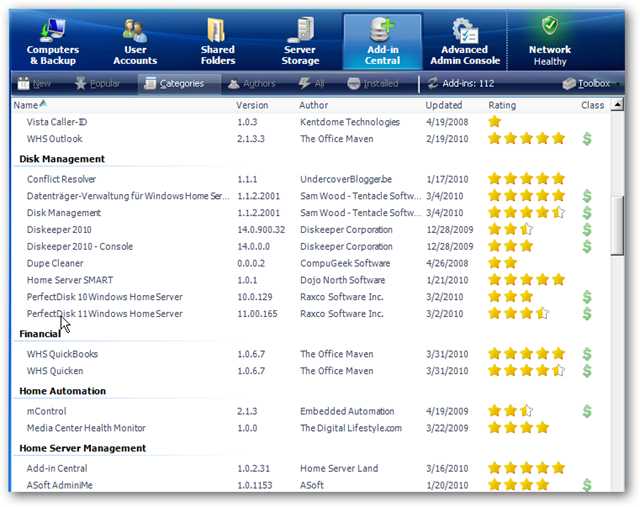 Computers & Backup
User Accounts
Shared Folders
Server Storage
Add-in Central
Advanced Admin Console
Network Healthy
New Popular Categories Authors All Installed Add-ins: 112 Toolbox
Name Version Author Updated Rating Class
Vista Caller-ID 1.0.3 Kentdome Technologies 4/19/2008
WHS Outlook 2.1.3.3 The Office Maven 2/19/2010 $
Disk Management
Conflict Resolver 1.1.1 UndercoverBlogger.be 1/17/2010
Datenträger-Verwaltung für Windows Home Ser... 1.1.2.2001 Sam Wood - Tentacle Softw... 3/4/2010 $
Disk Management 1.1.2.2001 Sam Wood - Tentacle Softw... 3/4/2010 $
Diskeeper 2010 14.0.900.32 Diskeeper Corporation 12/28/2009 $
Diskeeper 2010 - Console 14.0.0.0 Diskeeper Corporation 12/28/2009 $
Dupe Cleaner 0.0.0.2 CompuGeek Software 4/26/2008
Home Server SMART 1.0.1 Dojo North Software 1/21/2010
PerfectDisk 10 Windows Home Server 10.0.129 Raxco Software Inc. 3/2/2010 $
PerfectDisk 11 Windows Home Server 11.00.165 Raxco Software Inc. 3/2/2010 $
Financial
WHS QuickBooks 1.0.6.7 The Office Maven 3/31/2010 $
WHS Quicken 1.0.6.7 The Office Maven 3/31/2010 $
Home Automation
mControl 2.1.3 Embedded Automation 4/19/2009 $
Media Center Health Monitor 1.0.0 The Digital Lifestyle.com 3/22/2009
Home Server Management
Add-in Central 1.0.2.31 Home Server Land 3/16/2010
ASoft AdminiMe 1.0.1153 ASoft 1/20/2010 $